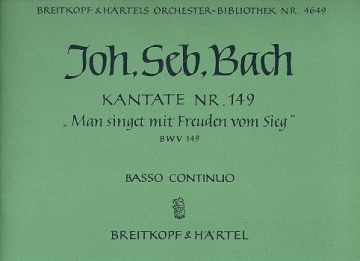 BREITKOPF & HÄRTELS ORCHESTER-BIBLIOTHEK NR. 4649
Joh. Seb. Bach
KANTATE NR. 149
„Man singet mit Freuden vom Sieg"
BWV 149
BASSO CONTINUO
BREITKOPF & HÄRTEL